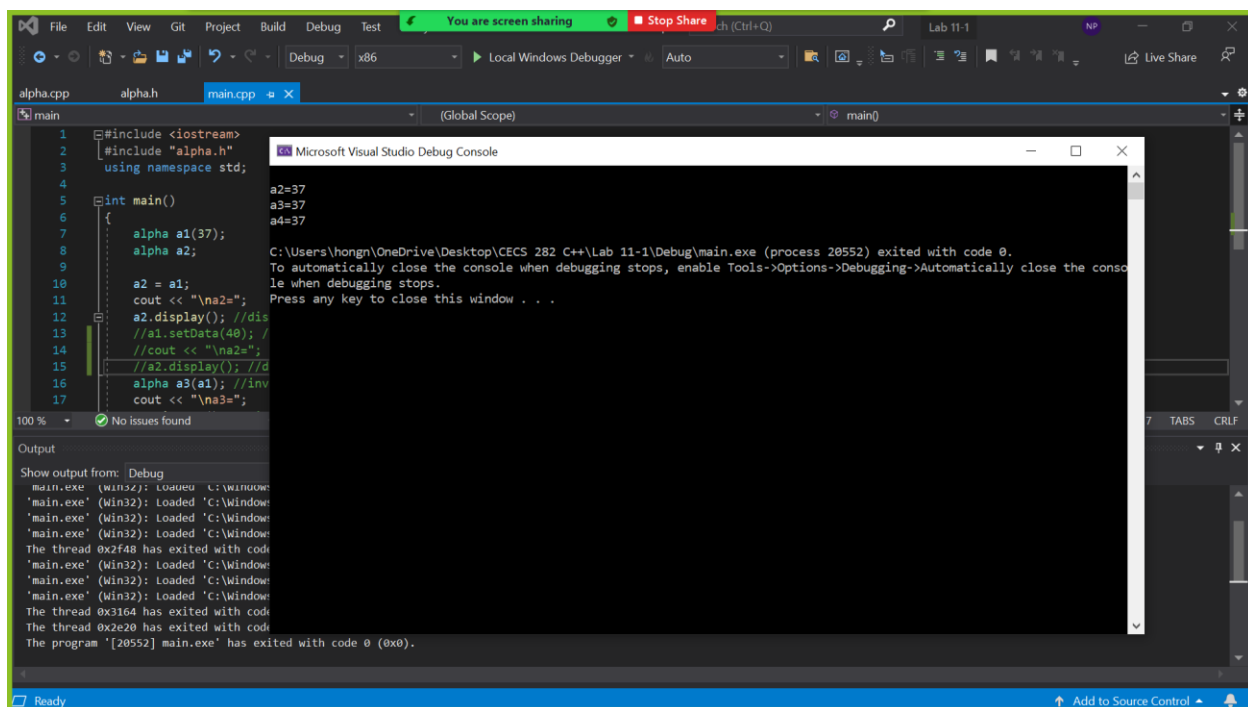 File Edit View Git Project Build Debug Test You are screen sharing Stop Share ch (Ctrl+Q) Lab 11-1 NP
Debug x86 Local Windows Debugger Auto Live Share
alpha.cpp alpha.h main.cpp
main (Global Scope) main()
1 #include <iostream>
2 #include "alpha.h"
3 using namespace std;
4
5 int main()
6 {
7 alpha a1(37);
8 alpha a2;
9
10 a2 = a1;
11 cout << "\na2=";
12 a2.display(); //dis
13 //a1.setData(40); /
14 //cout << "\na2=";
15 //a2.display(); //d
16 alpha a3(a1); //inv
17 cout << "\na3=";
Microsoft Visual Studio Debug Console
a2=37
a3=37
a4=37
C:\Users\hongn\OneDrive\Desktop\CECS 282 C++\Lab 11-1\Debug\main.exe (process 20552) exited with code 0.
To automatically close the console when debugging stops, enable Tools->Options->Debugging->Automatically close the conso
le when debugging stops.
Press any key to close this window . . .
100 % No issues found 7 TABS CRLF
Output
Show output from: Debug
'main.exe' (Win32): Loaded 'C:\Windows
'main.exe' (Win32): Loaded 'C:\Window
'main.exe' (Win32): Loaded 'C:\Window
'main.exe' (Win32): Loaded 'C:\Window
The thread 0x2f48 has exited with code
'main.exe' (Win32): Loaded 'C:\Window
'main.exe' (Win32): Loaded 'C:\Window
'main.exe' (Win32): Loaded 'C:\Window
The thread 0x3164 has exited with code
The thread 0x2e20 has exited with code
The program '[20552] main.exe' has exited with code 0 (0x0).
Ready Add to Source Control